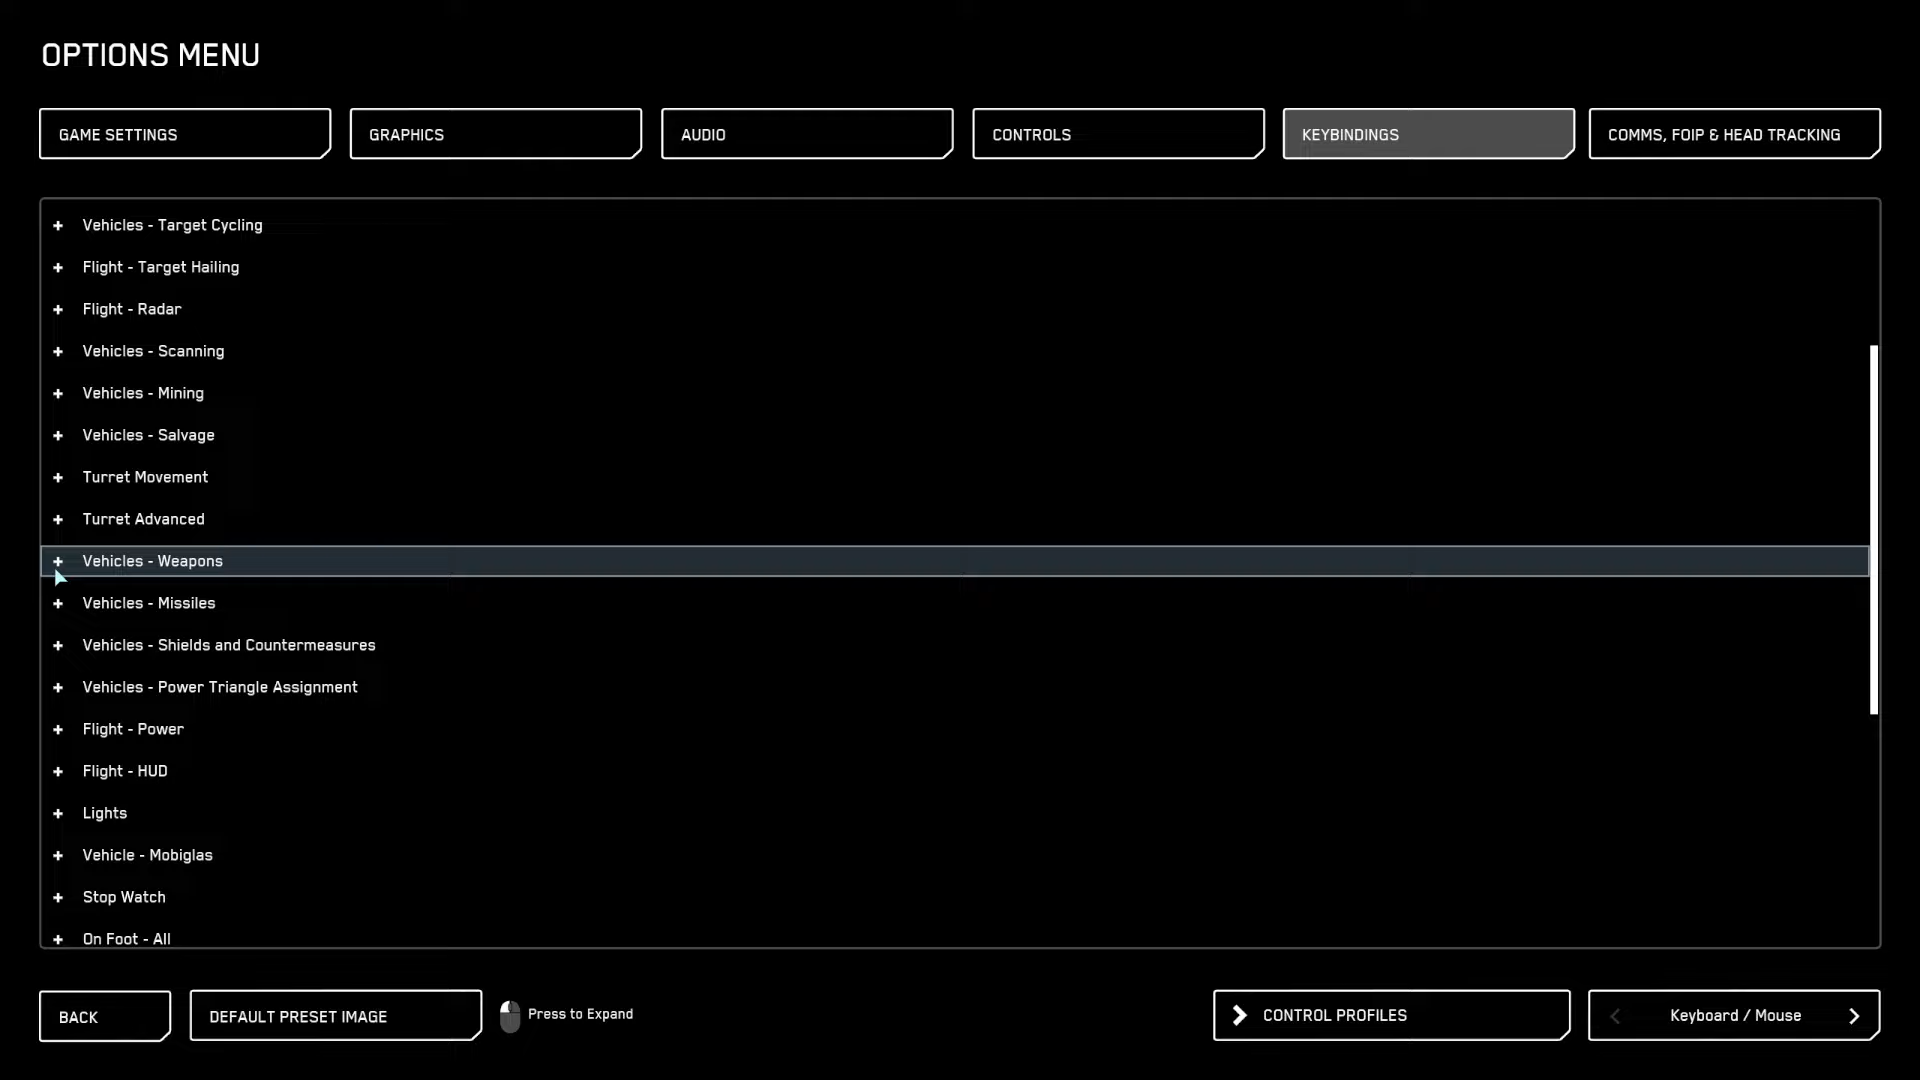 OPTIONS MENU
GAME SETTINGS
GRAPHICS
AUDIO
CONTROLS
KEYBINDINGS
COMMS, FOIP & HEAD TRACKING
Vehicles - Target Cycling
Flight - Target Hailing
Flight - Radar
Vehicles - Scanning
Vehicles - Mining
Vehicles - Salvage
Turret Movement
Turret Advanced
Vehicles - Weapons
Vehicles - Missiles
Vehicles - Shields and Countermeasures
Vehicles - Power Triangle Assignment
Flight - Power
Flight - HUD
Lights
Vehicle - Mobiglas
Stop Watch
On Foot - All
BACK
DEFAULT PRESET IMAGE
Press to Expand
CONTROL PROFILES
Keyboard / Mouse